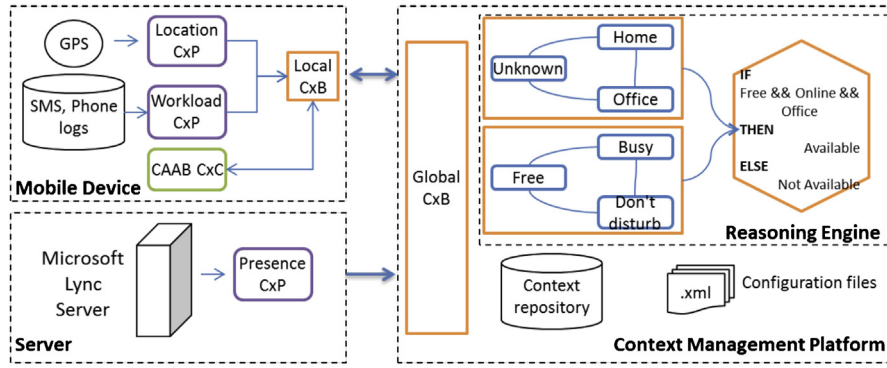 GPS
Location
CxP
SMS, Phone
logs
Workload
CxP
Local
CxB
CAAB CxC
Mobile Device
Microsoft
Lync
Server
Presence
CxP
Server
Global
CxB
Home
Unknown
Office
Busy
Free
Don't
disturb
IF
Free && Online &&
Office
THEN
Available
ELSE
Not Available
Reasoning Engine
Context
repository
.xml
Configuration files
Context Management Platform